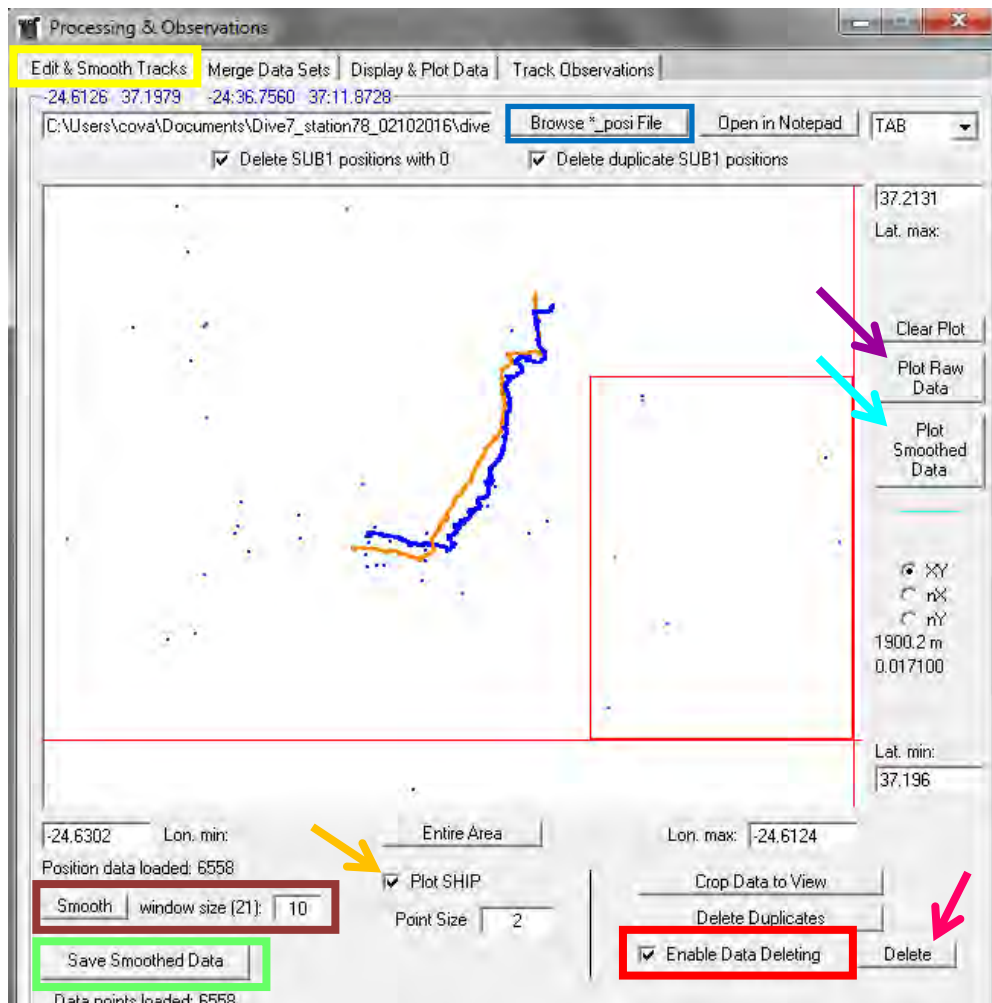 Processing & Observations
Edit & Smooth Tracks Merge Data Sets Display & Plot Data Track Observations
-24.6126 37.1979 -24:36.7560 37:11.8728
C:\Users\cova\Documents\Dive7_station78_02102016\dive Browse *_posi File Open in Notepad TAB
Delete SUB1 positions with 0 Delete duplicate SUB1 positions
37.2131
Lat. max:
Clear Plot
Plot Raw
Data
Plot
Smoothed
Data
XY
nX
nY
1900.2 m
0.017100
Lat. min:
37.196
-24.6302 Lon. min: Entire Area Lon. max: -24.6124
Position data loaded: 6558
Plot SHIP Crop Data to View
Smooth window size (21): 10
Point Size 2 Delete Duplicates
Save Smoothed Data Enable Data Deleting Delete
Data points loaded: 6558